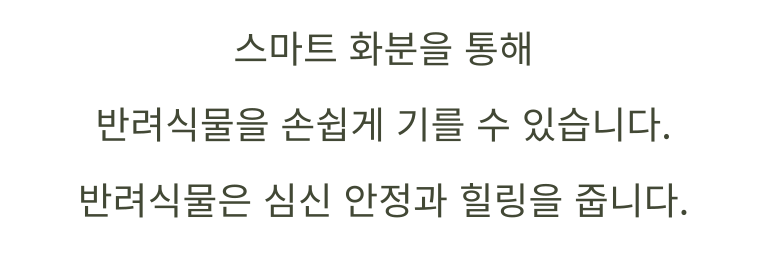 스마트 화분을 통해
반려식물을 손쉽게 기를 수 있습니다.
반려식물은 심신 안정과 힐링을 줍니다.